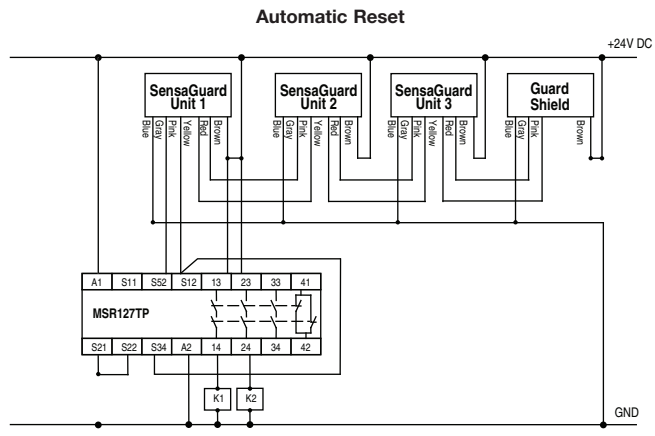 Automatic Reset
+24V DC
SensaGuard
Unit 1
SensaGuard
Unit 2
SensaGuard
Unit 3
Guard
Shield
Blue
Gray
Pink
Yellow
Red
Brown
Blue
Gray
Pink
Yellow
Red
Brown
Blue
Gray
Pink
Yellow
Red
Brown
Blue
Gray
Pink
Brown
A1 S11 S52 S12 13 23 33 41
MSR127TP
S21 S22 S34 A2 14 24 34 42
K1 K2
GND